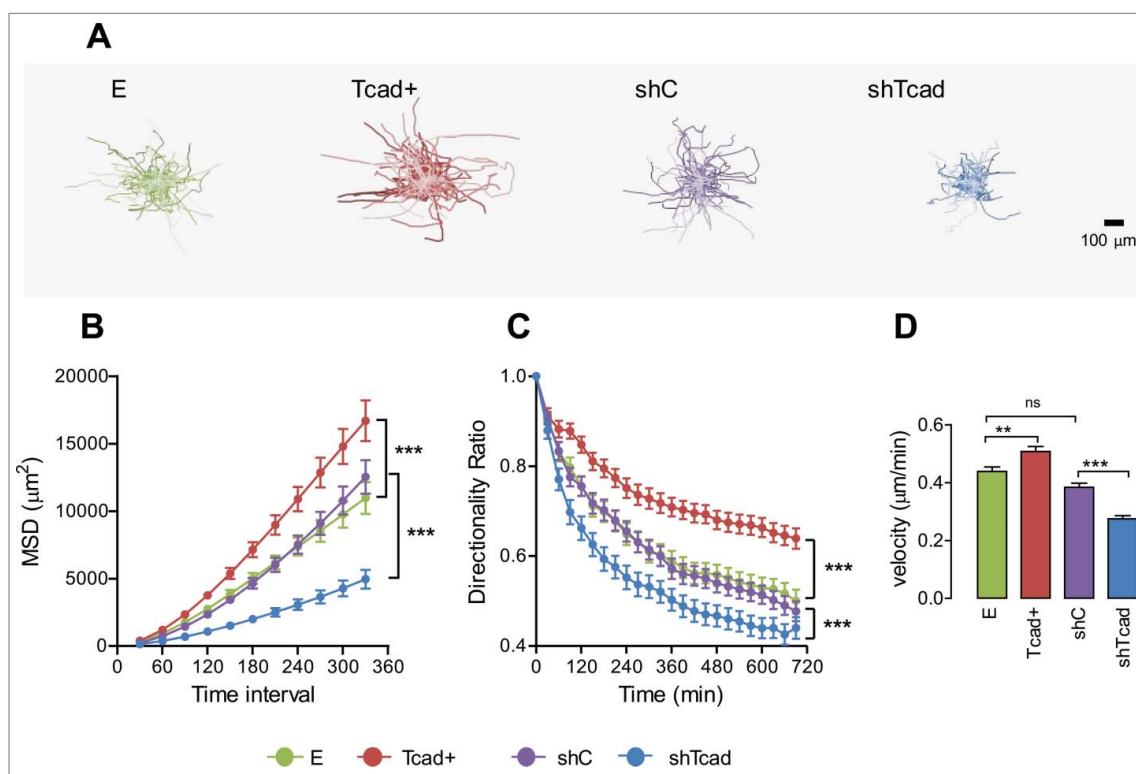 A
E Tcad+ shC shTcad
100 μm
B
20000
15000
10000
5000
0
MSD (μm²)
0 60 120 180 240 300 360
Time interval
***
***
C
1.0
0.8
0.6
0.4
Directionality Ratio
0 120 240 360 480 600 720
Time (min)
***
***
D
0.6
0.4
0.2
0.0
velocity (μm/min)
ns
**
***
E
Tcad+
shC
shTcad
E Tcad+ shC shTcad